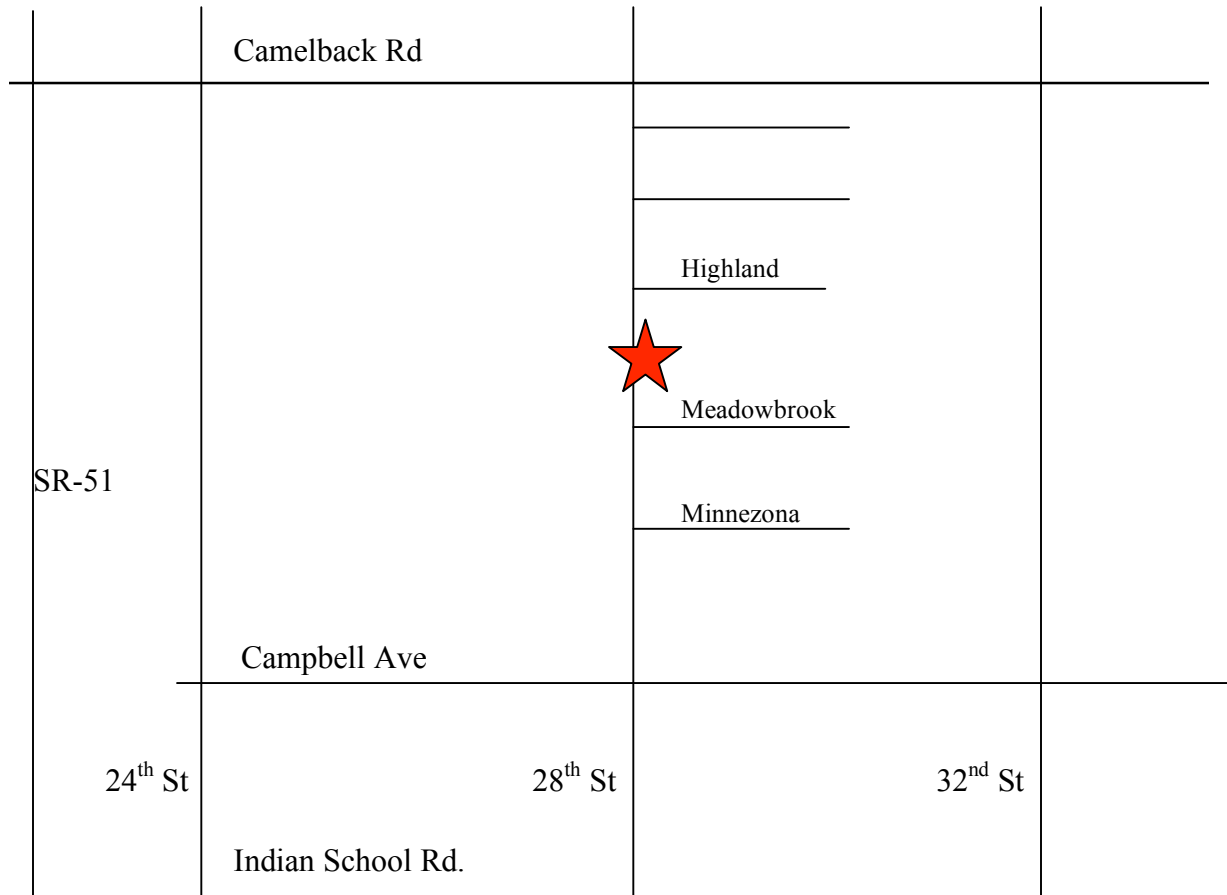 Camelback Rd
Highland
Meadowbrook
SR-51
Minnezona
Campbell Ave
24th St
28th St
32nd St
Indian School Rd.